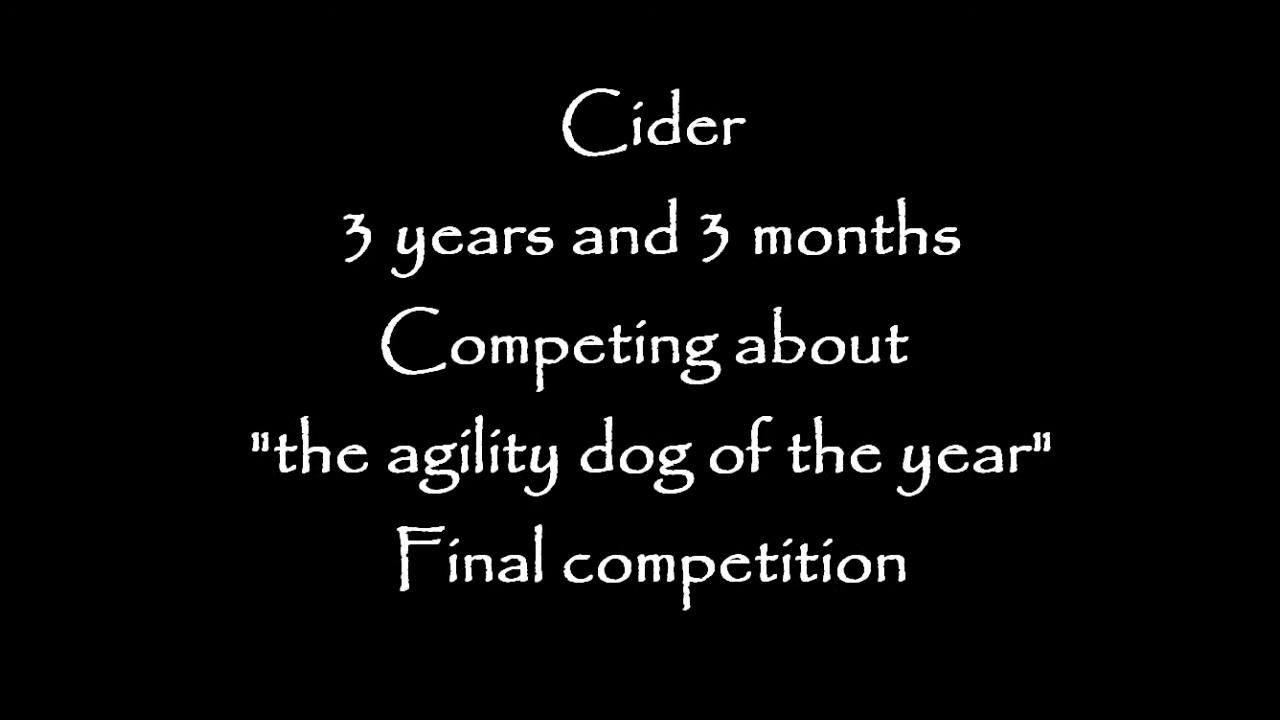 Cider
3 years and 3 months
Competing about
"the agility dog of the year"
Final competition